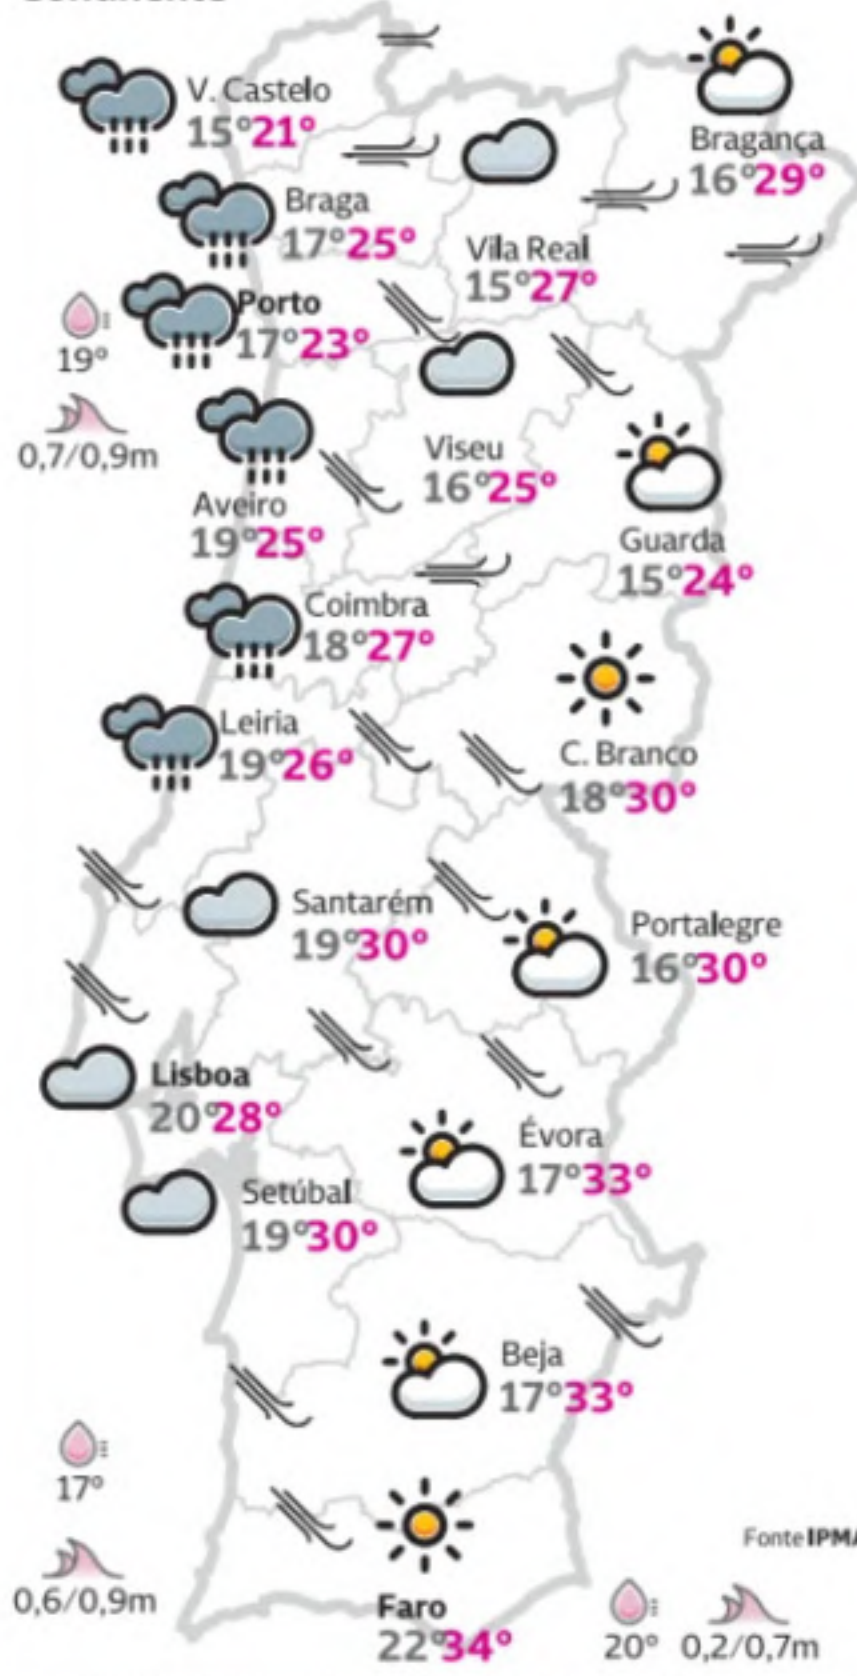 V. Castelo
15°21°
Bragança
16°29°
Braga
17°25°
Vila Real
15°27°
Porto
17°23°
19°
0,7/0,9m
Viseu
16°25°
Aveiro
19°25°
Guarda
15°24°
Coimbra
18°27°
Leiria
19°26°
C. Branco
18°30°
Santarém
19°30°
Portalegre
16°30°
Lisboa
20°28°
Évora
17°33°
Setúbal
19°30°
Beja
17°33°
17°
0,6/0,9m
Fonte IPMA
Faro
22°34°
20° 0,2/0,7m